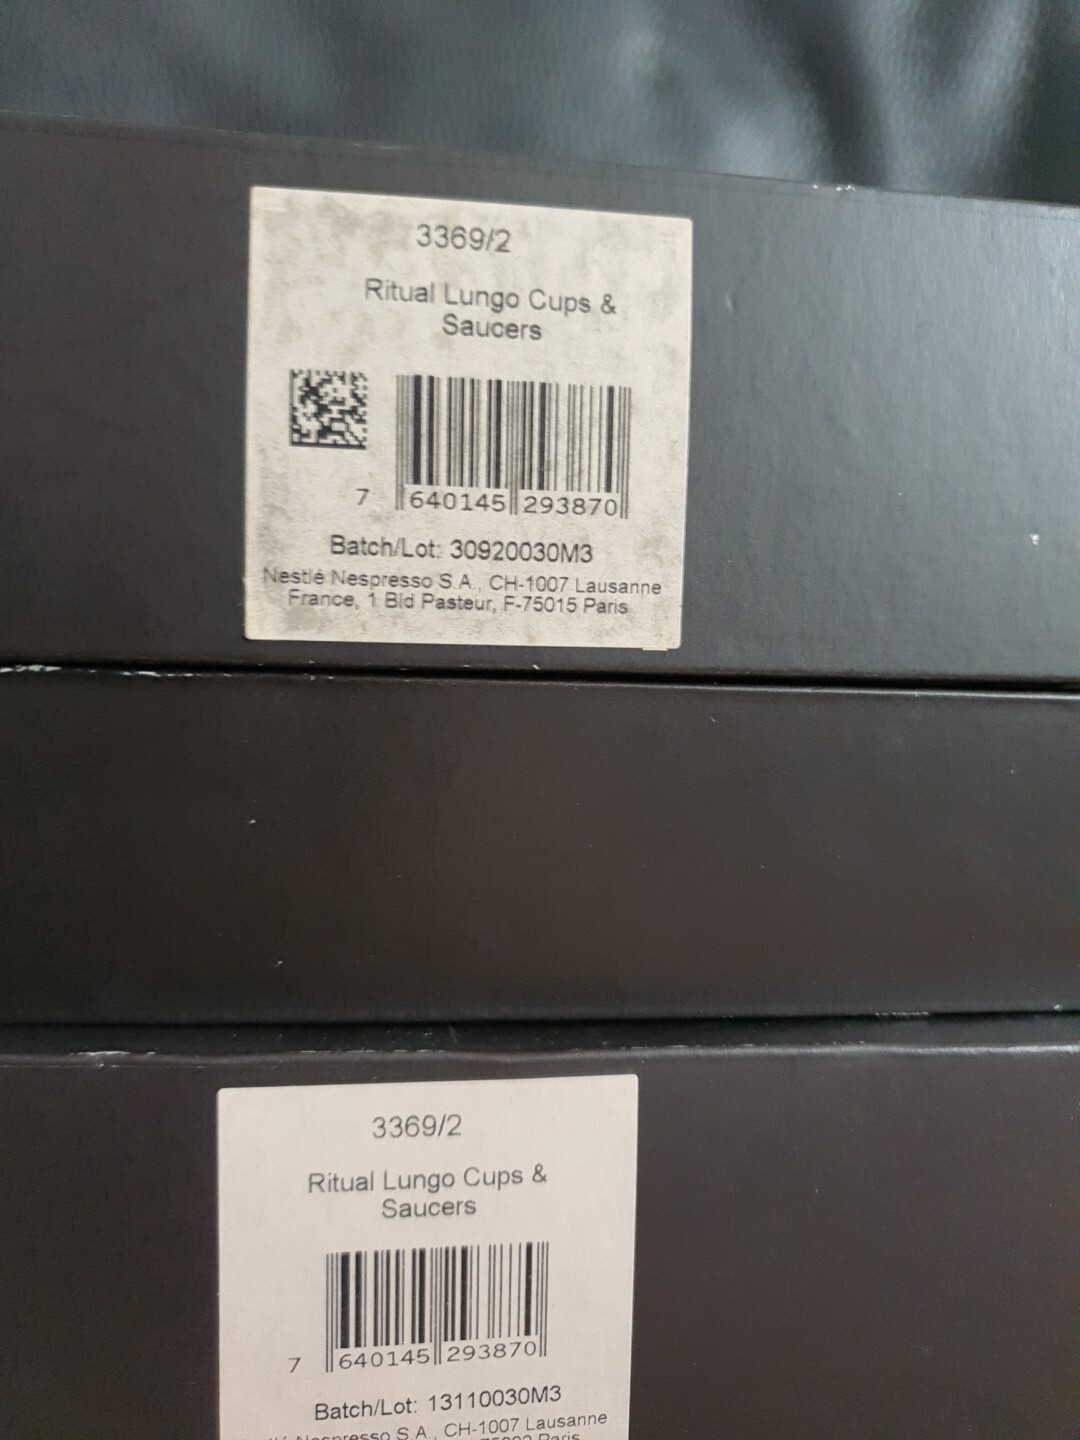 3369/2
Ritual Lungo Cups &
Saucers
7 640145 293870
Batch/Lot: 30920030M3
Nestlé Nespresso S.A., CH-1007 Lausanne
France, 1 Bld Pasteur, F-75015 Paris
3369/2
Ritual Lungo Cups &
Saucers
7 640145 293870
Batch/Lot: 13110030M3
Nespresso S.A., CH-1007 Lausanne
Paris